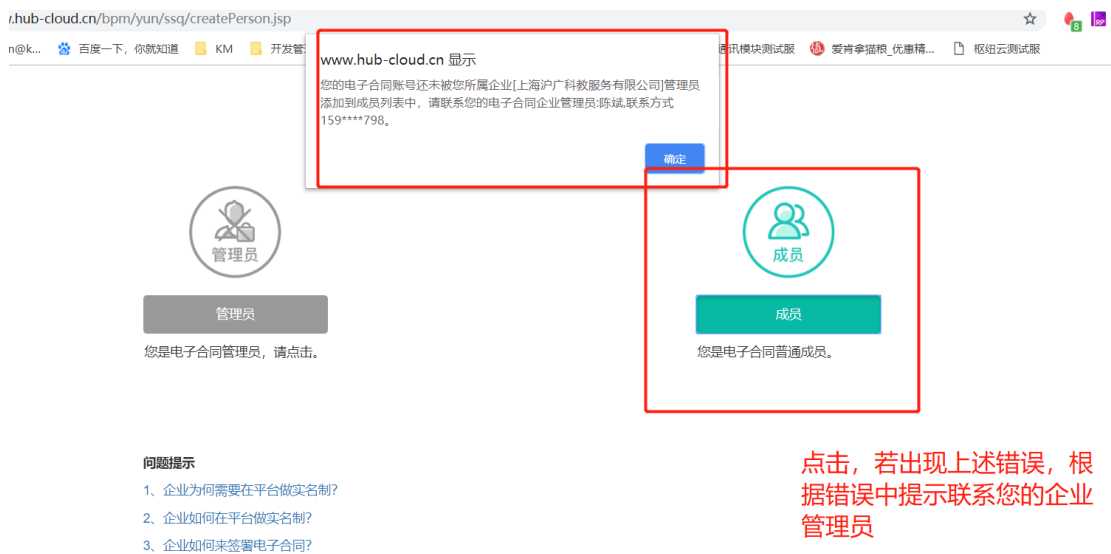 .hub-cloud.cn/bpm/yun/ssq/createPerson.jsp
8
RP
n@k...
百度一下，你就知道
KM
开发管
通讯模块测试服
爱肯拿猫粮_优惠精...
枢纽云测试服
www.hub-cloud.cn 显示
您的电子合同账号还未被您所属企业[上海沪广科教服务有限公司]管理员
添加到成员列表中，请联系您的电子合同企业管理员:陈斌,联系方式
159****798。
确定
管理员
成员
管理员
成员
您是电子合同管理员，请点击。
您是电子合同普通成员。
问题提示
1、企业为何需要在平台做实名制?
2、企业如何在平台做实名制?
3、企业如何来签署电子合同?
点击，若出现上述错误，根
据错误中提示联系您的企业
管理员